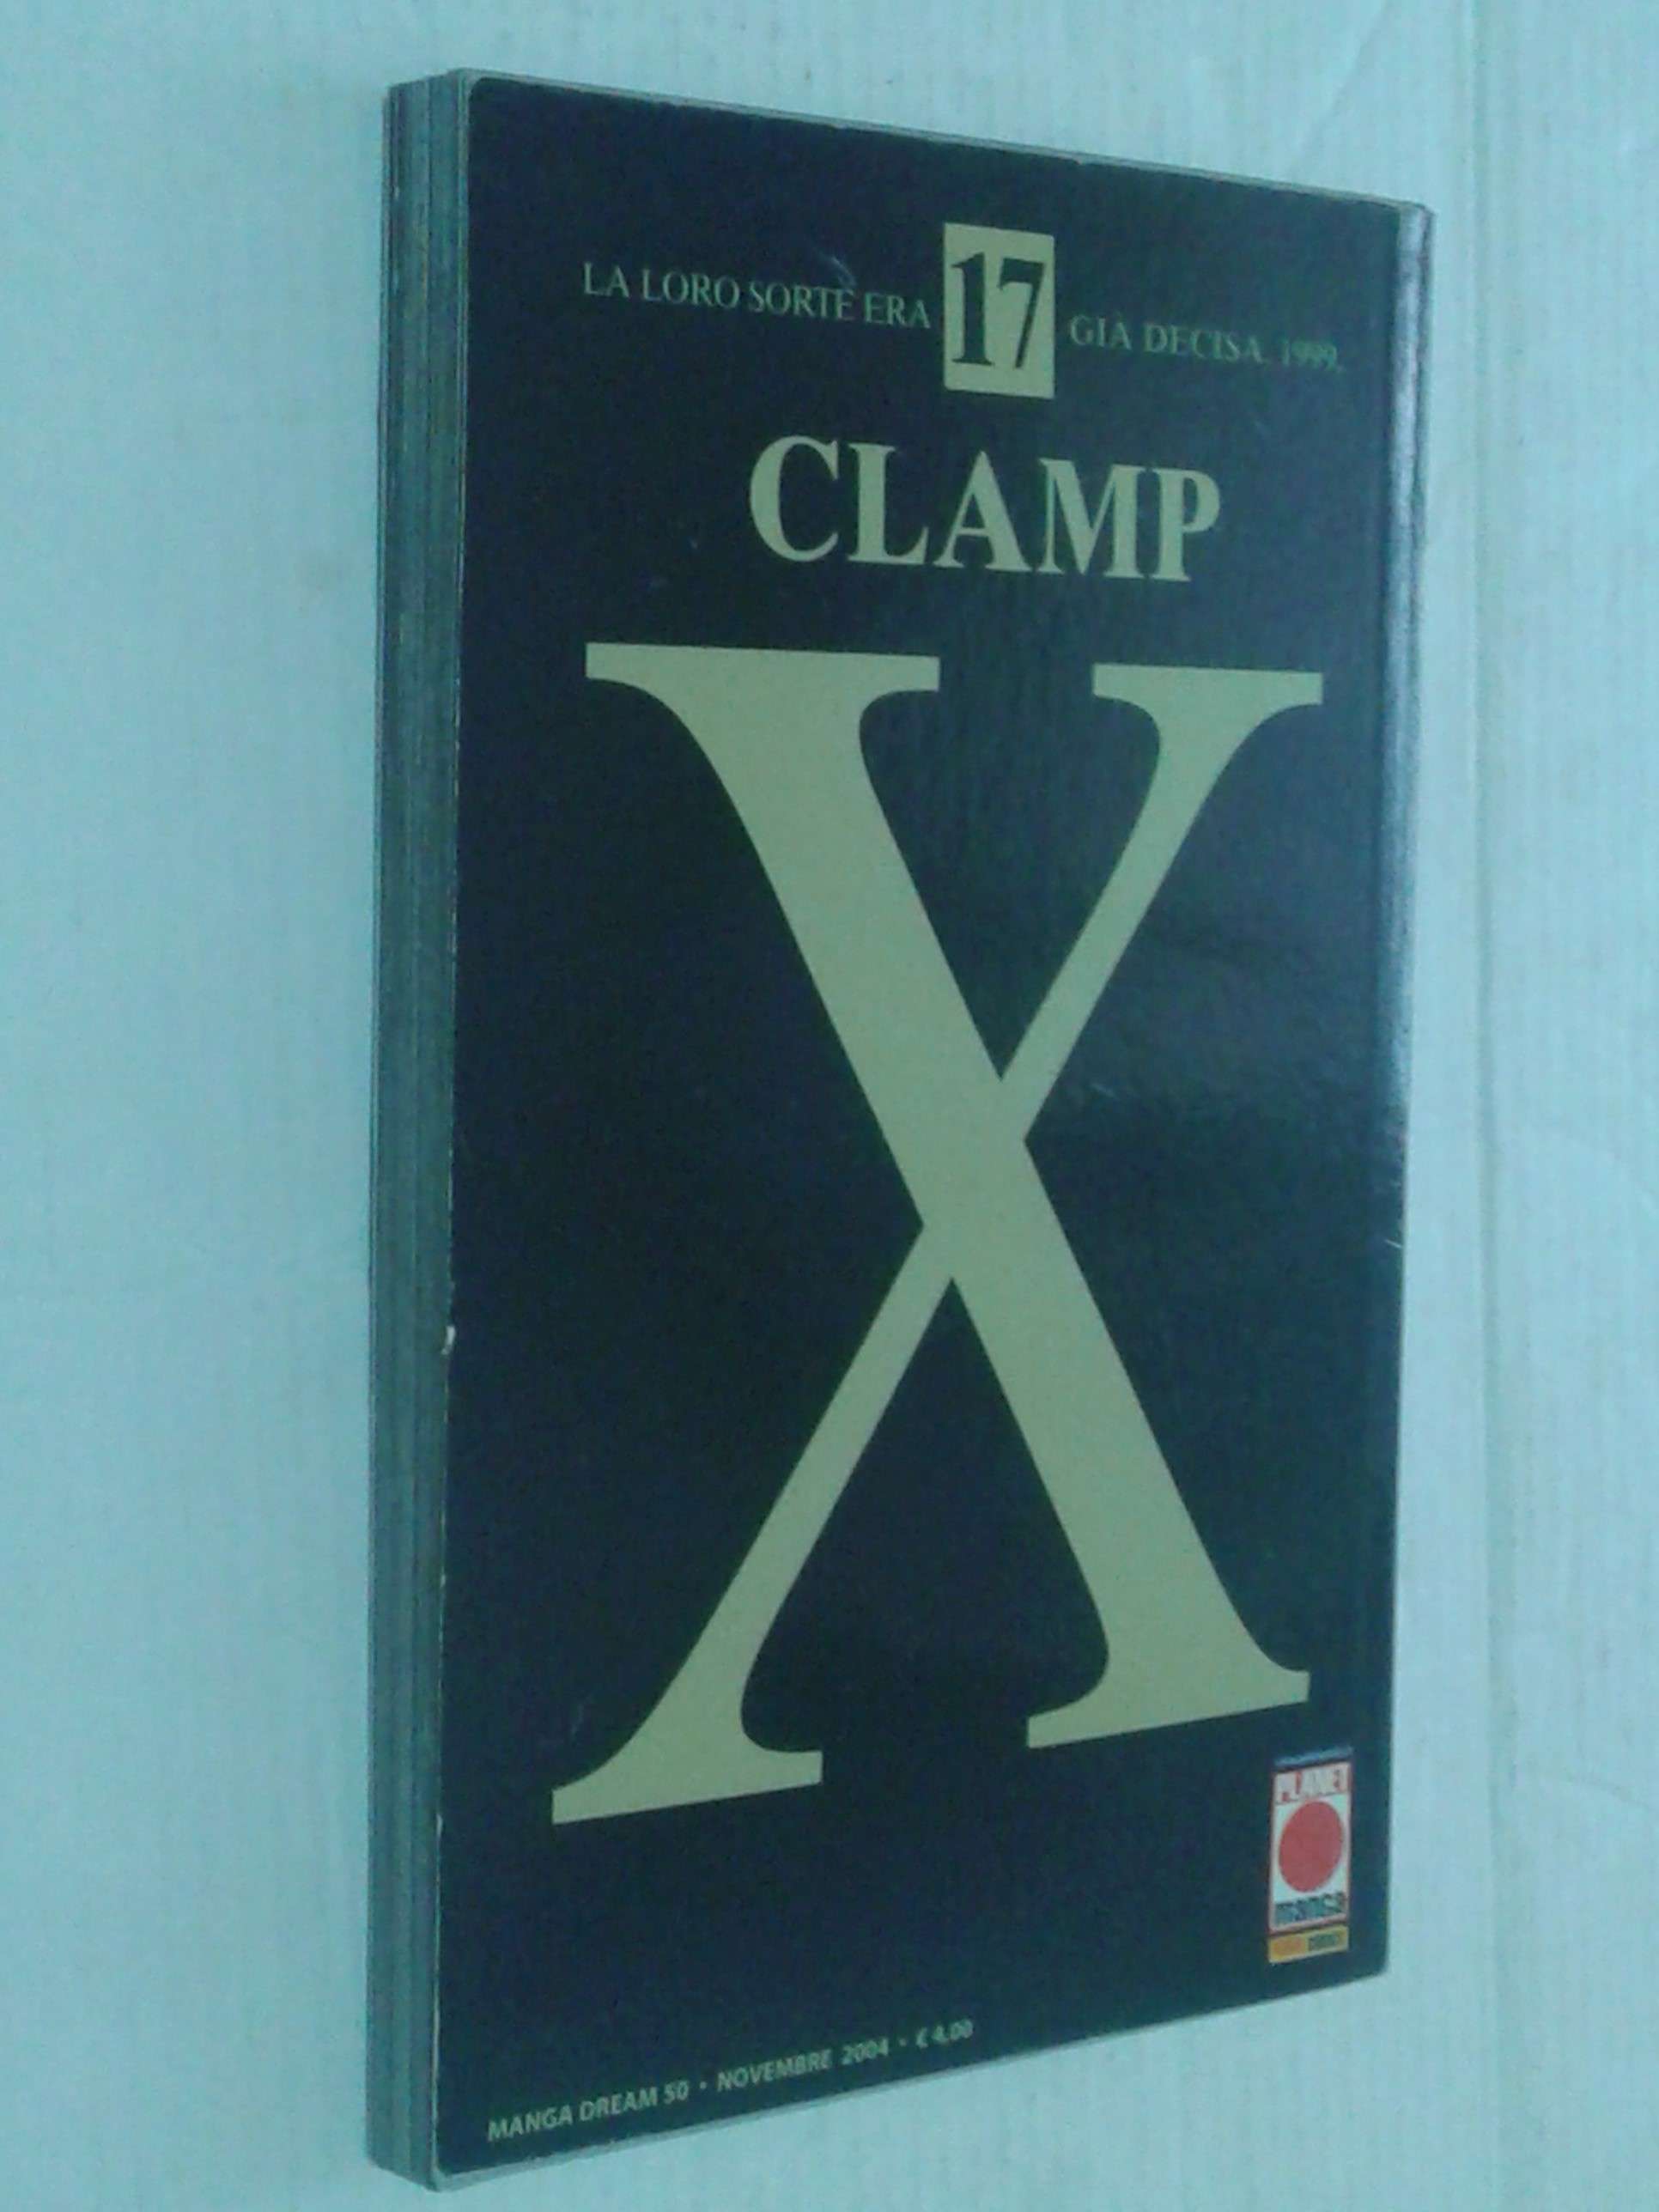 LA LORO SORTE ERA 17 GIÀ DECISA. 1999.
CLAMP
X
PLANET
manga
MANGA DREAM 50 • NOVEMBRE 2004 • € 4,00